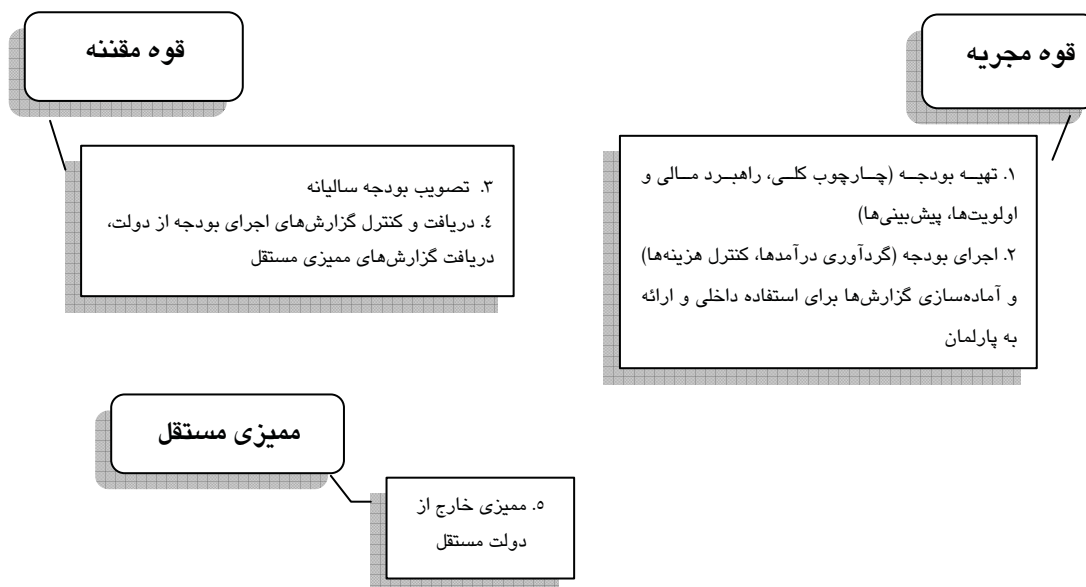 قوه مجریه
۱. تهیه بودجه (چارچوب کلی، راهبرد مالی و
اولویت‌ها، پیش‌بینی‌ها)
۲. اجرای بودجه (گردآوری درآمدها، کنترل هزینه‌ها)
و آماده‌سازی گزارش‌ها برای استفاده داخلی و ارائه
به پارلمان
قوه مقننه
۳. تصویب بودجه سالیانه
٤. دریافت و کنترل گزارش‌های اجرای بودجه از دولت،
دریافت گزارش‌های ممیزی مستقل
ممیزی مستقل
٥. ممیزی خارج از
دولت مستقل